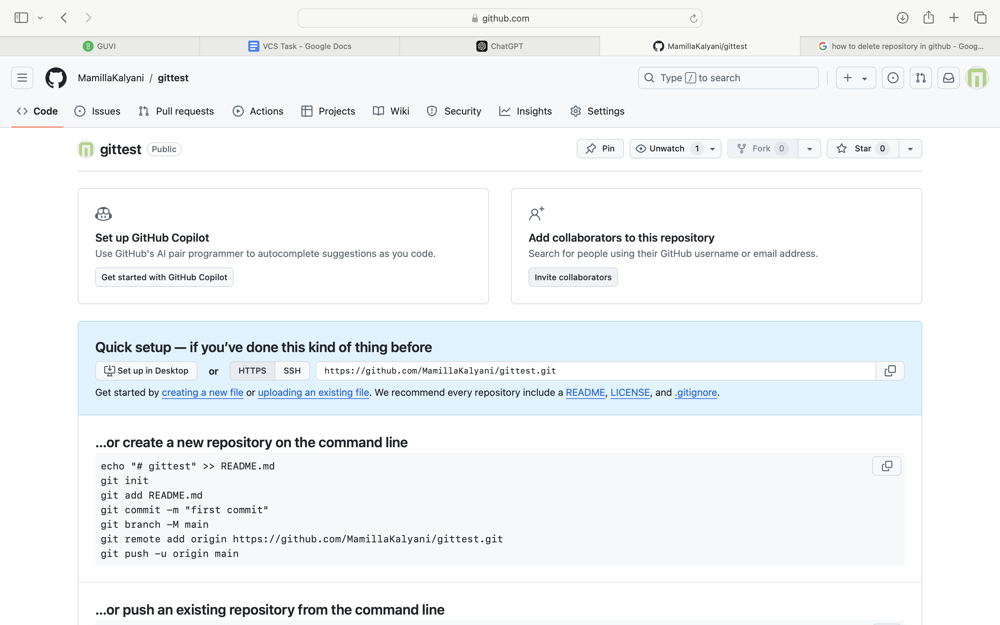 github.com
GUVI
VCS Task - Google Docs
ChatGPT
MamillaKalyani/gittest
how to delete repository in github - Goog...
MamillaKalyani / gittest
Type / to search
Code
Issues
Pull requests
Actions
Projects
Wiki
Security
Insights
Settings
gittest Public
Pin
Unwatch 1
Fork 0
Star 0
Set up GitHub Copilot
Use GitHub's AI pair programmer to autocomplete suggestions as you code.
Get started with GitHub Copilot
Add collaborators to this repository
Search for people using their GitHub username or email address.
Invite collaborators
Quick setup — if you’ve done this kind of thing before
Set up in Desktop or HTTPS SSH https://github.com/MamillaKalyani/gittest.git
Get started by creating a new file or uploading an existing file. We recommend every repository include a README, LICENSE, and .gitignore.
...or create a new repository on the command line
echo "# gittest" >> README.md
git init
git add README.md
git commit -m "first commit"
git branch -M main
git remote add origin https://github.com/MamillaKalyani/gittest.git
git push -u origin main
...or push an existing repository from the command line